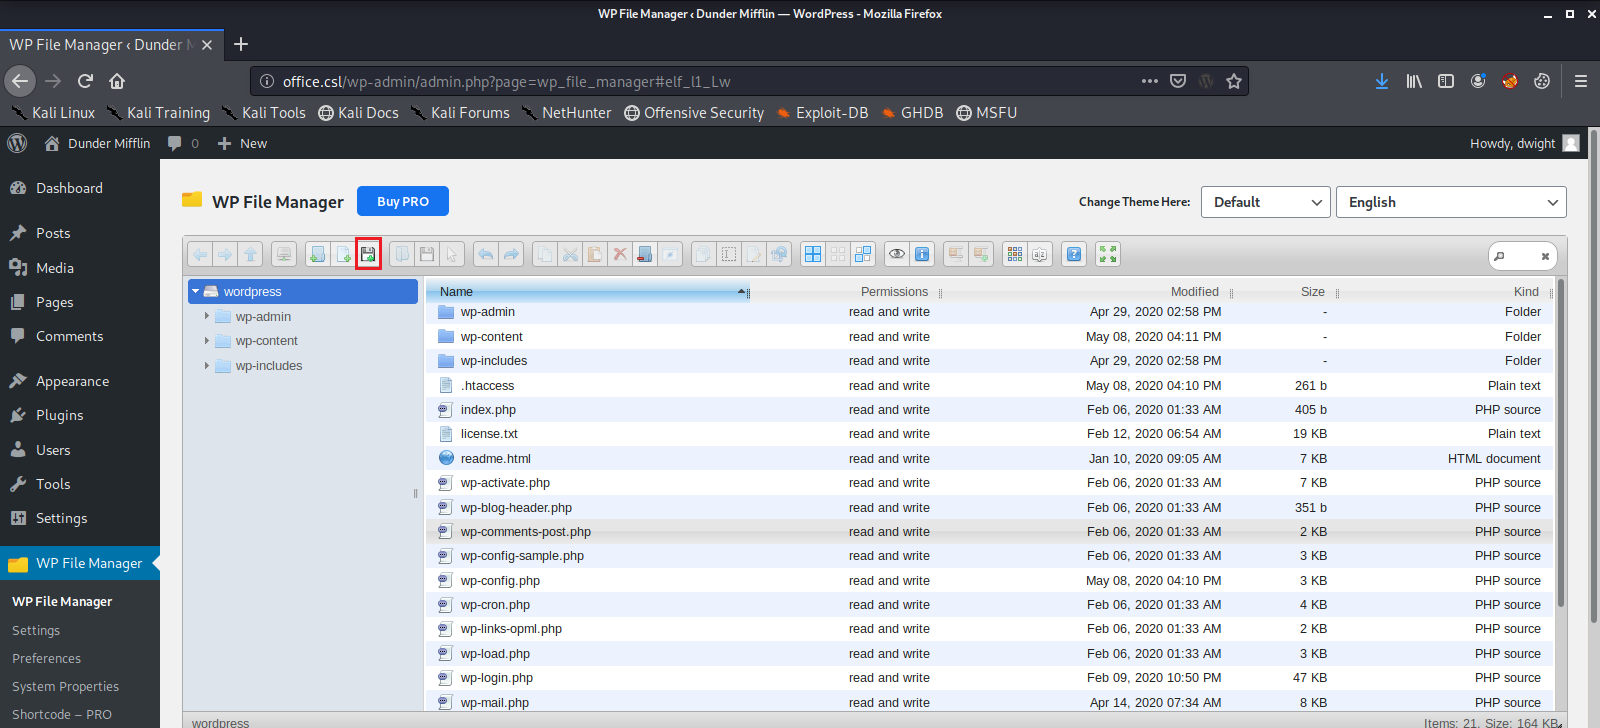 WP File Manager ‹ Dunder Mifflin — WordPress - Mozilla Firefox
WP File Manager ‹ Dunder M
office.csl/wp-admin/admin.php?page=wp_file_manager#elf_l1_Lw
Kali Linux Kali Training Kali Tools Kali Docs Kali Forums NetHunter Offensive Security Exploit-DB GHDB MSFU
Dunder Mifflin 0 New Howdy, dwight
Dashboard
Posts
Media
Pages
Comments
Appearance
Plugins
Users
Tools
Settings
WP File Manager
WP File Manager
Settings
Preferences
System Properties
Shortcode – PRO
WP File Manager Buy PRO Change Theme Here: Default English
wordpress
wp-admin
wp-content
wp-includes
Name Permissions Modified Size Kind
wp-admin read and write Apr 29, 2020 02:58 PM - Folder
wp-content read and write May 08, 2020 04:11 PM - Folder
wp-includes read and write Apr 29, 2020 02:58 PM - Folder
.htaccess read and write May 08, 2020 04:10 PM 261 b Plain text
index.php read and write Feb 06, 2020 01:33 AM 405 b PHP source
license.txt read and write Feb 12, 2020 06:54 AM 19 KB Plain text
readme.html read and write Jan 10, 2020 09:05 AM 7 KB HTML document
wp-activate.php read and write Feb 06, 2020 01:33 AM 7 KB PHP source
wp-blog-header.php read and write Feb 06, 2020 01:33 AM 351 b PHP source
wp-comments-post.php read and write Feb 06, 2020 01:33 AM 2 KB PHP source
wp-config-sample.php read and write Feb 06, 2020 01:33 AM 3 KB PHP source
wp-config.php read and write May 08, 2020 04:10 PM 3 KB PHP source
wp-cron.php read and write Feb 06, 2020 01:33 AM 4 KB PHP source
wp-links-opml.php read and write Feb 06, 2020 01:33 AM 2 KB PHP source
wp-load.php read and write Feb 06, 2020 01:33 AM 3 KB PHP source
wp-login.php read and write Feb 09, 2020 10:50 PM 47 KB PHP source
wp-mail.php read and write Apr 14, 2020 07:34 AM 8 KB PHP source
wordpress Items: 21, Size: 164 KB